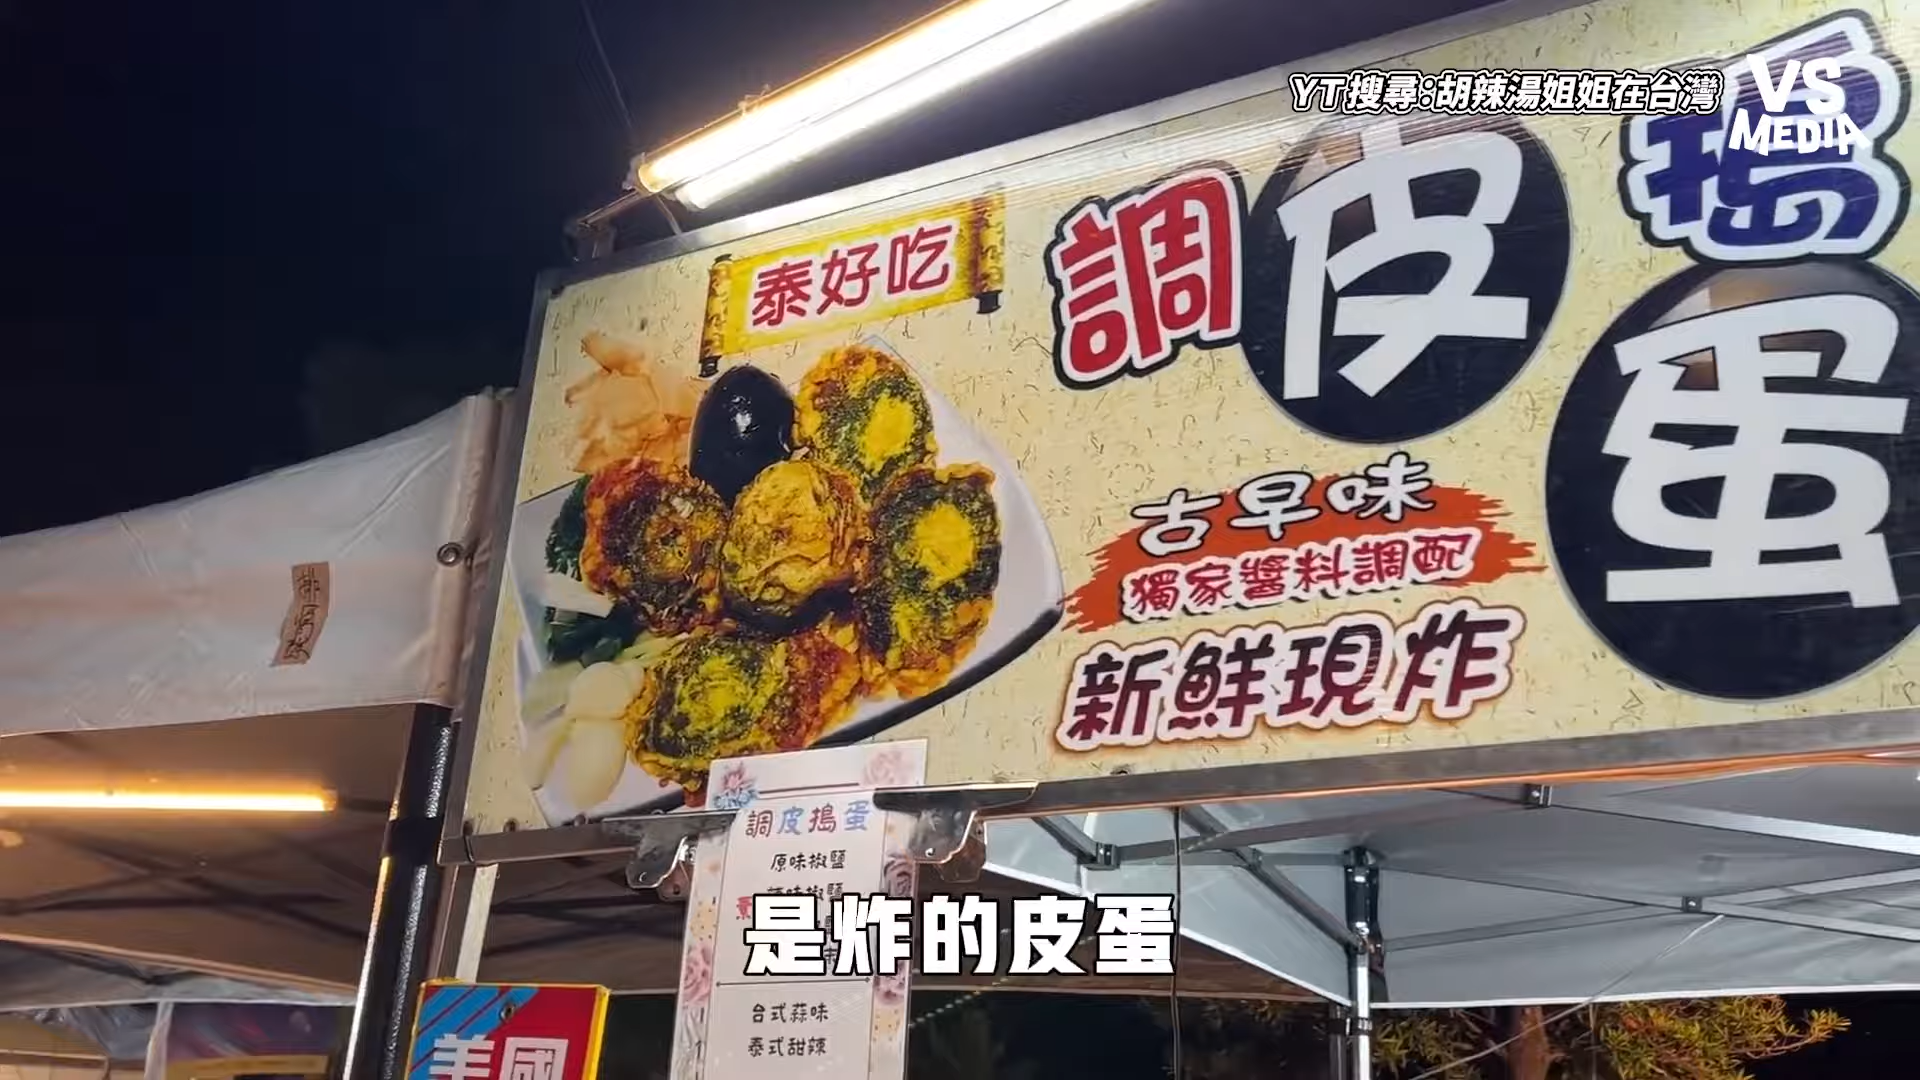 YT搜尋:胡辣湯姐姐在台灣
VS
MEDIA
泰好吃
調皮搗蛋
古早味
獨家醬料調配
新鮮現炸
調皮搗蛋
原味椒鹽
是炸的皮蛋
台式蒜味
泰式甜辣
美國